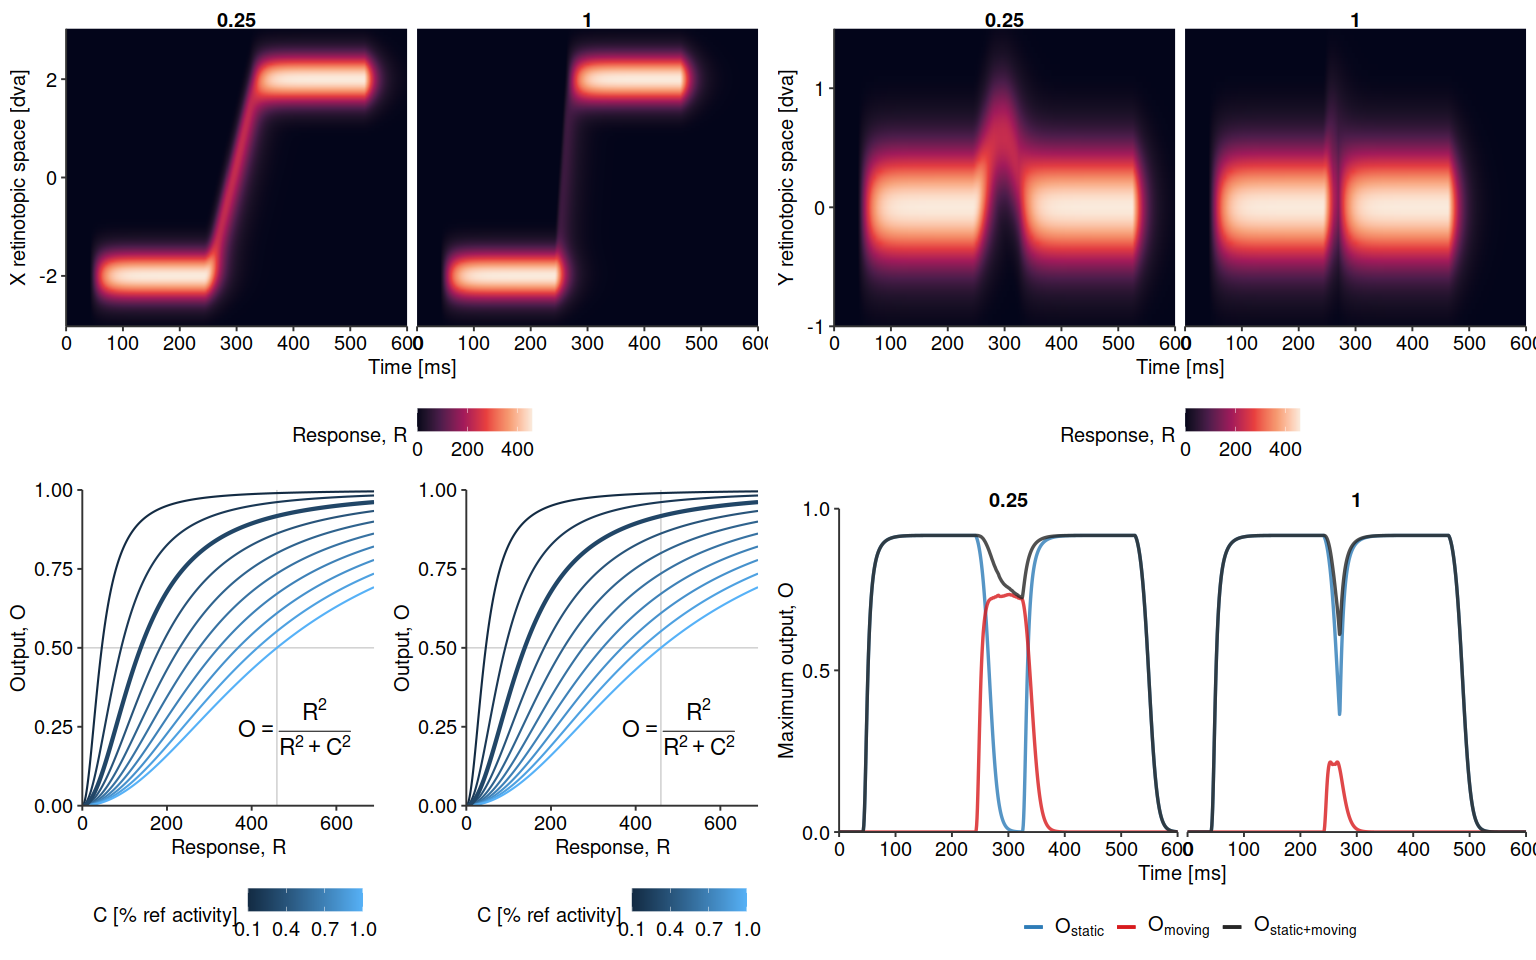 0.25
1
0.25
1
X retinotopic space [dva]
2
0
-2
0 100 200 300 400 500 600
0 100 200 300 400 500 600
Time [ms]
Y retinotopic space [dva]
1
0
-1
0 100 200 300 400 500 600
0 100 200 300 400 500 600
Time [ms]
Response, R
0 200 400
Response, R
0 200 400
Output, O
1.00
0.75
0.50
0.25
0.00
O = R² / R² + C²
0 200 400 600
Response, R
Output, O
1.00
0.75
0.50
0.25
0.00
O = R² / R² + C²
0 200 400 600
Response, R
0.25
1
Maximum output, O
1.0
0.5
0.0
0 100 200 300 400 500 600
0 100 200 300 400 500 600
Time [ms]
C [% ref activity]
0.1 0.4 0.7 1.0
C [% ref activity]
0.1 0.4 0.7 1.0
Ostatic Omoving Ostatic+moving